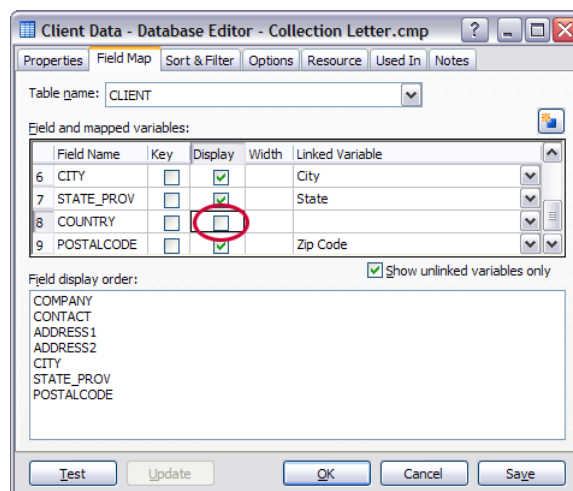 Client Data - Database Editor - Collection Letter.cmp ?
Properties Field Map Sort & Filter Options Resource Used In Notes
Table name: CLIENT
Field and mapped variables:
Field Name Key Display Width Linked Variable
6 CITY City
7 STATE_PROV State
8 COUNTRY
9 POSTALCODE Zip Code
Show unlinked variables only
Field display order:
COMPANY
CONTACT
ADDRESS1
ADDRESS2
CITY
STATE_PROV
POSTALCODE
Test Update OK Cancel Save